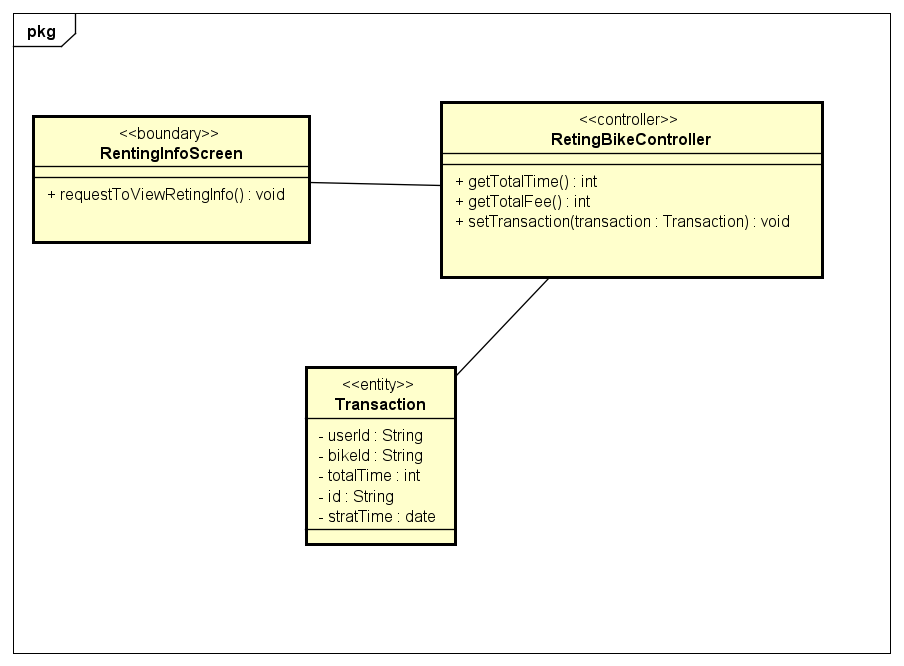 pkg
<<boundary>>
RentingInfoScreen
+ requestToViewRetingInfo() : void
<<controller>>
RetingBikeController
+ getTotalTime() : int
+ getTotalFee() : int
+ setTransaction(transaction : Transaction) : void
<<entity>>
Transaction
- userId : String
- bikeId : String
- totalTime : int
- id : String
- stratTime : date